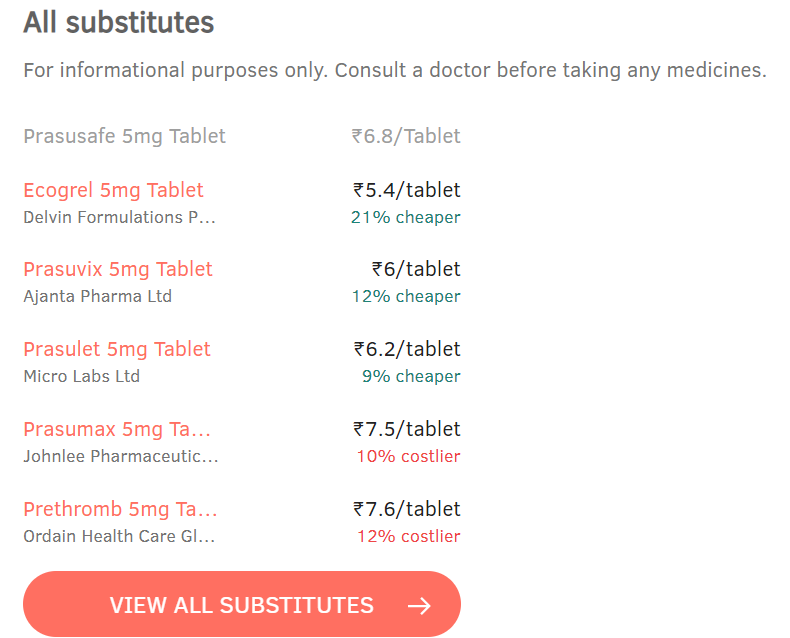 All substitutes
For informational purposes only. Consult a doctor before taking any medicines.
Prasusafe 5mg Tablet ₹6.8/Tablet
Ecogrel 5mg Tablet ₹5.4/tablet
Delvin Formulations P... 21% cheaper
Prasuvix 5mg Tablet ₹6/tablet
Ajanta Pharma Ltd 12% cheaper
Prasulet 5mg Tablet ₹6.2/tablet
Micro Labs Ltd 9% cheaper
Prasumax 5mg Ta... ₹7.5/tablet
Johnlee Pharmaceutic... 10% costlier
Prethromb 5mg Ta... ₹7.6/tablet
Ordain Health Care Gl... 12% costlier
VIEW ALL SUBSTITUTES →